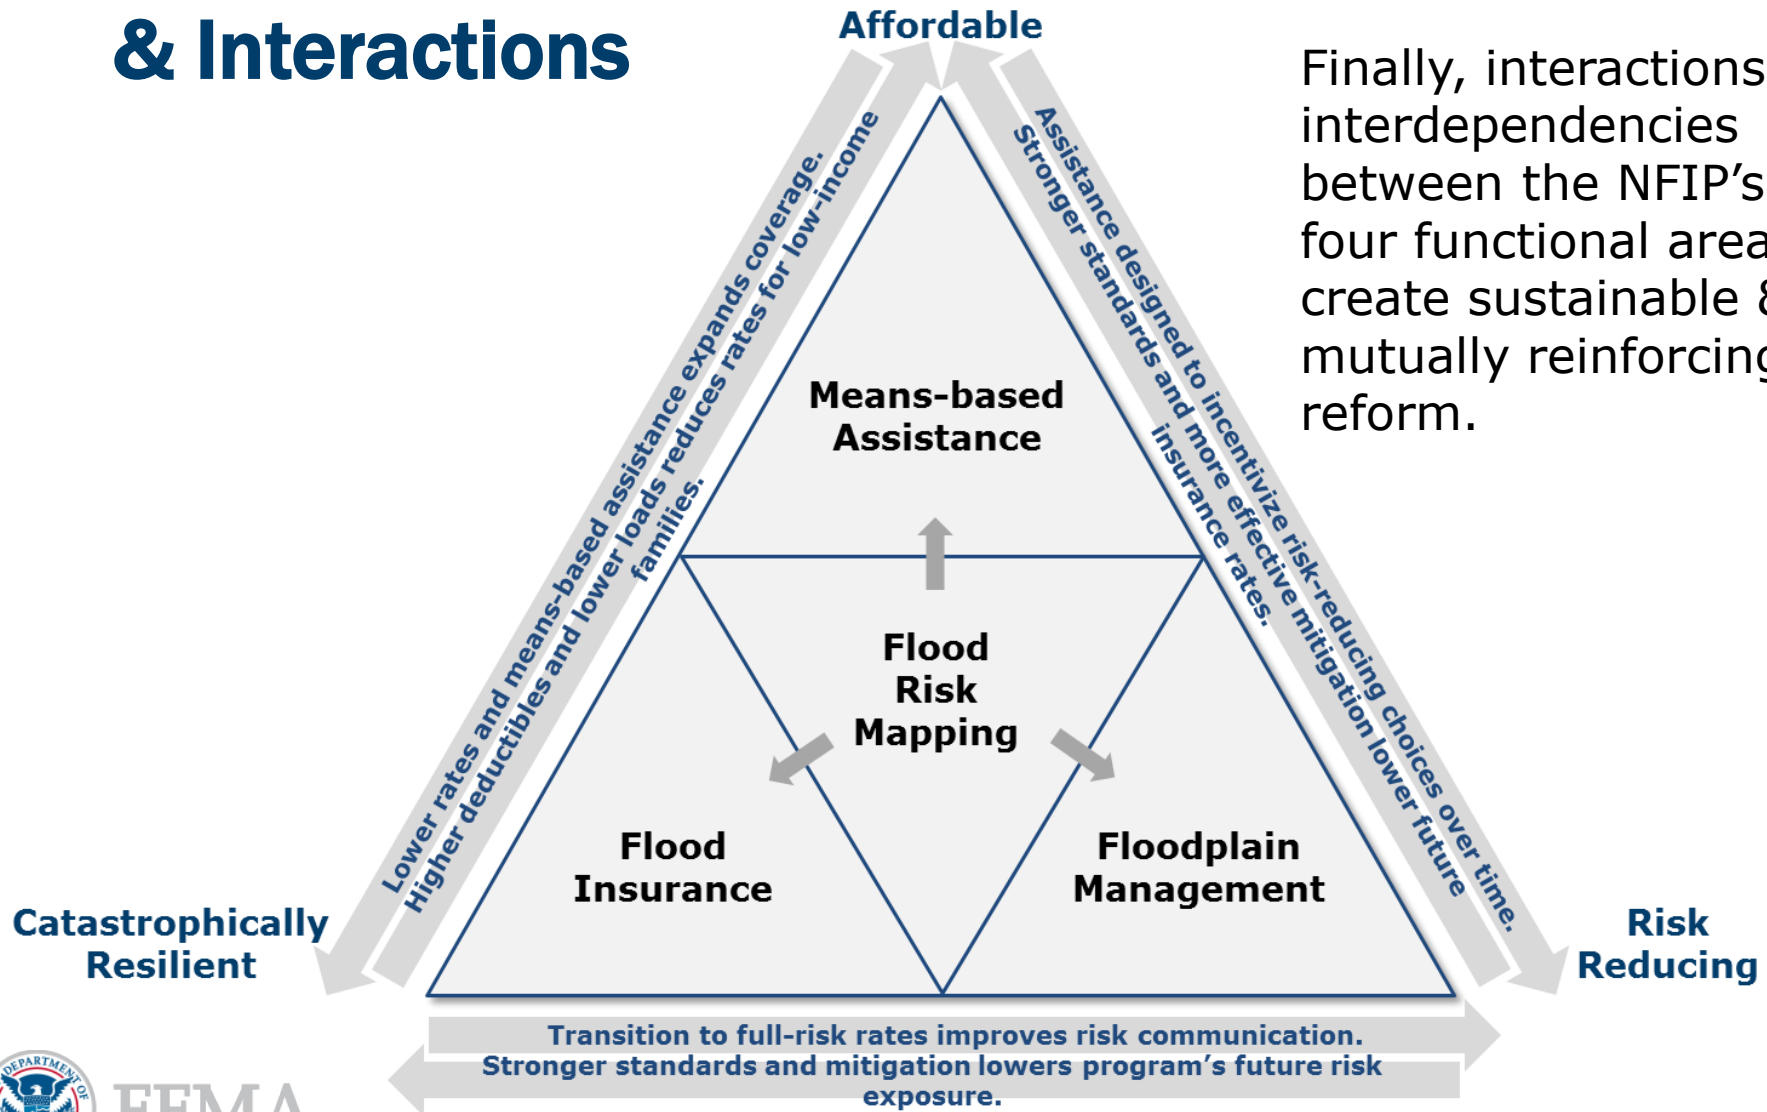 & Interactions
Affordable
Finally, interactions
interdependencies
between the NFIP’s
four functional area
create sustainable &
mutually reinforcing
reform.
Lower rates and means-based assistance expands coverage.
Higher deductibles and lower loads reduces rates for low-income
families.
Assistance designed to incentivize risk-reducing choices over time.
Stronger standards and more effective mitigation lower future
insurance rates.
Means-based
Assistance
Flood
Risk
Mapping
Flood
Insurance
Floodplain
Management
Catastrophically
Resilient
Risk
Reducing
Transition to full-risk rates improves risk communication.
Stronger standards and mitigation lowers program’s future risk
exposure.
DEPARTMENT OF
FEMA